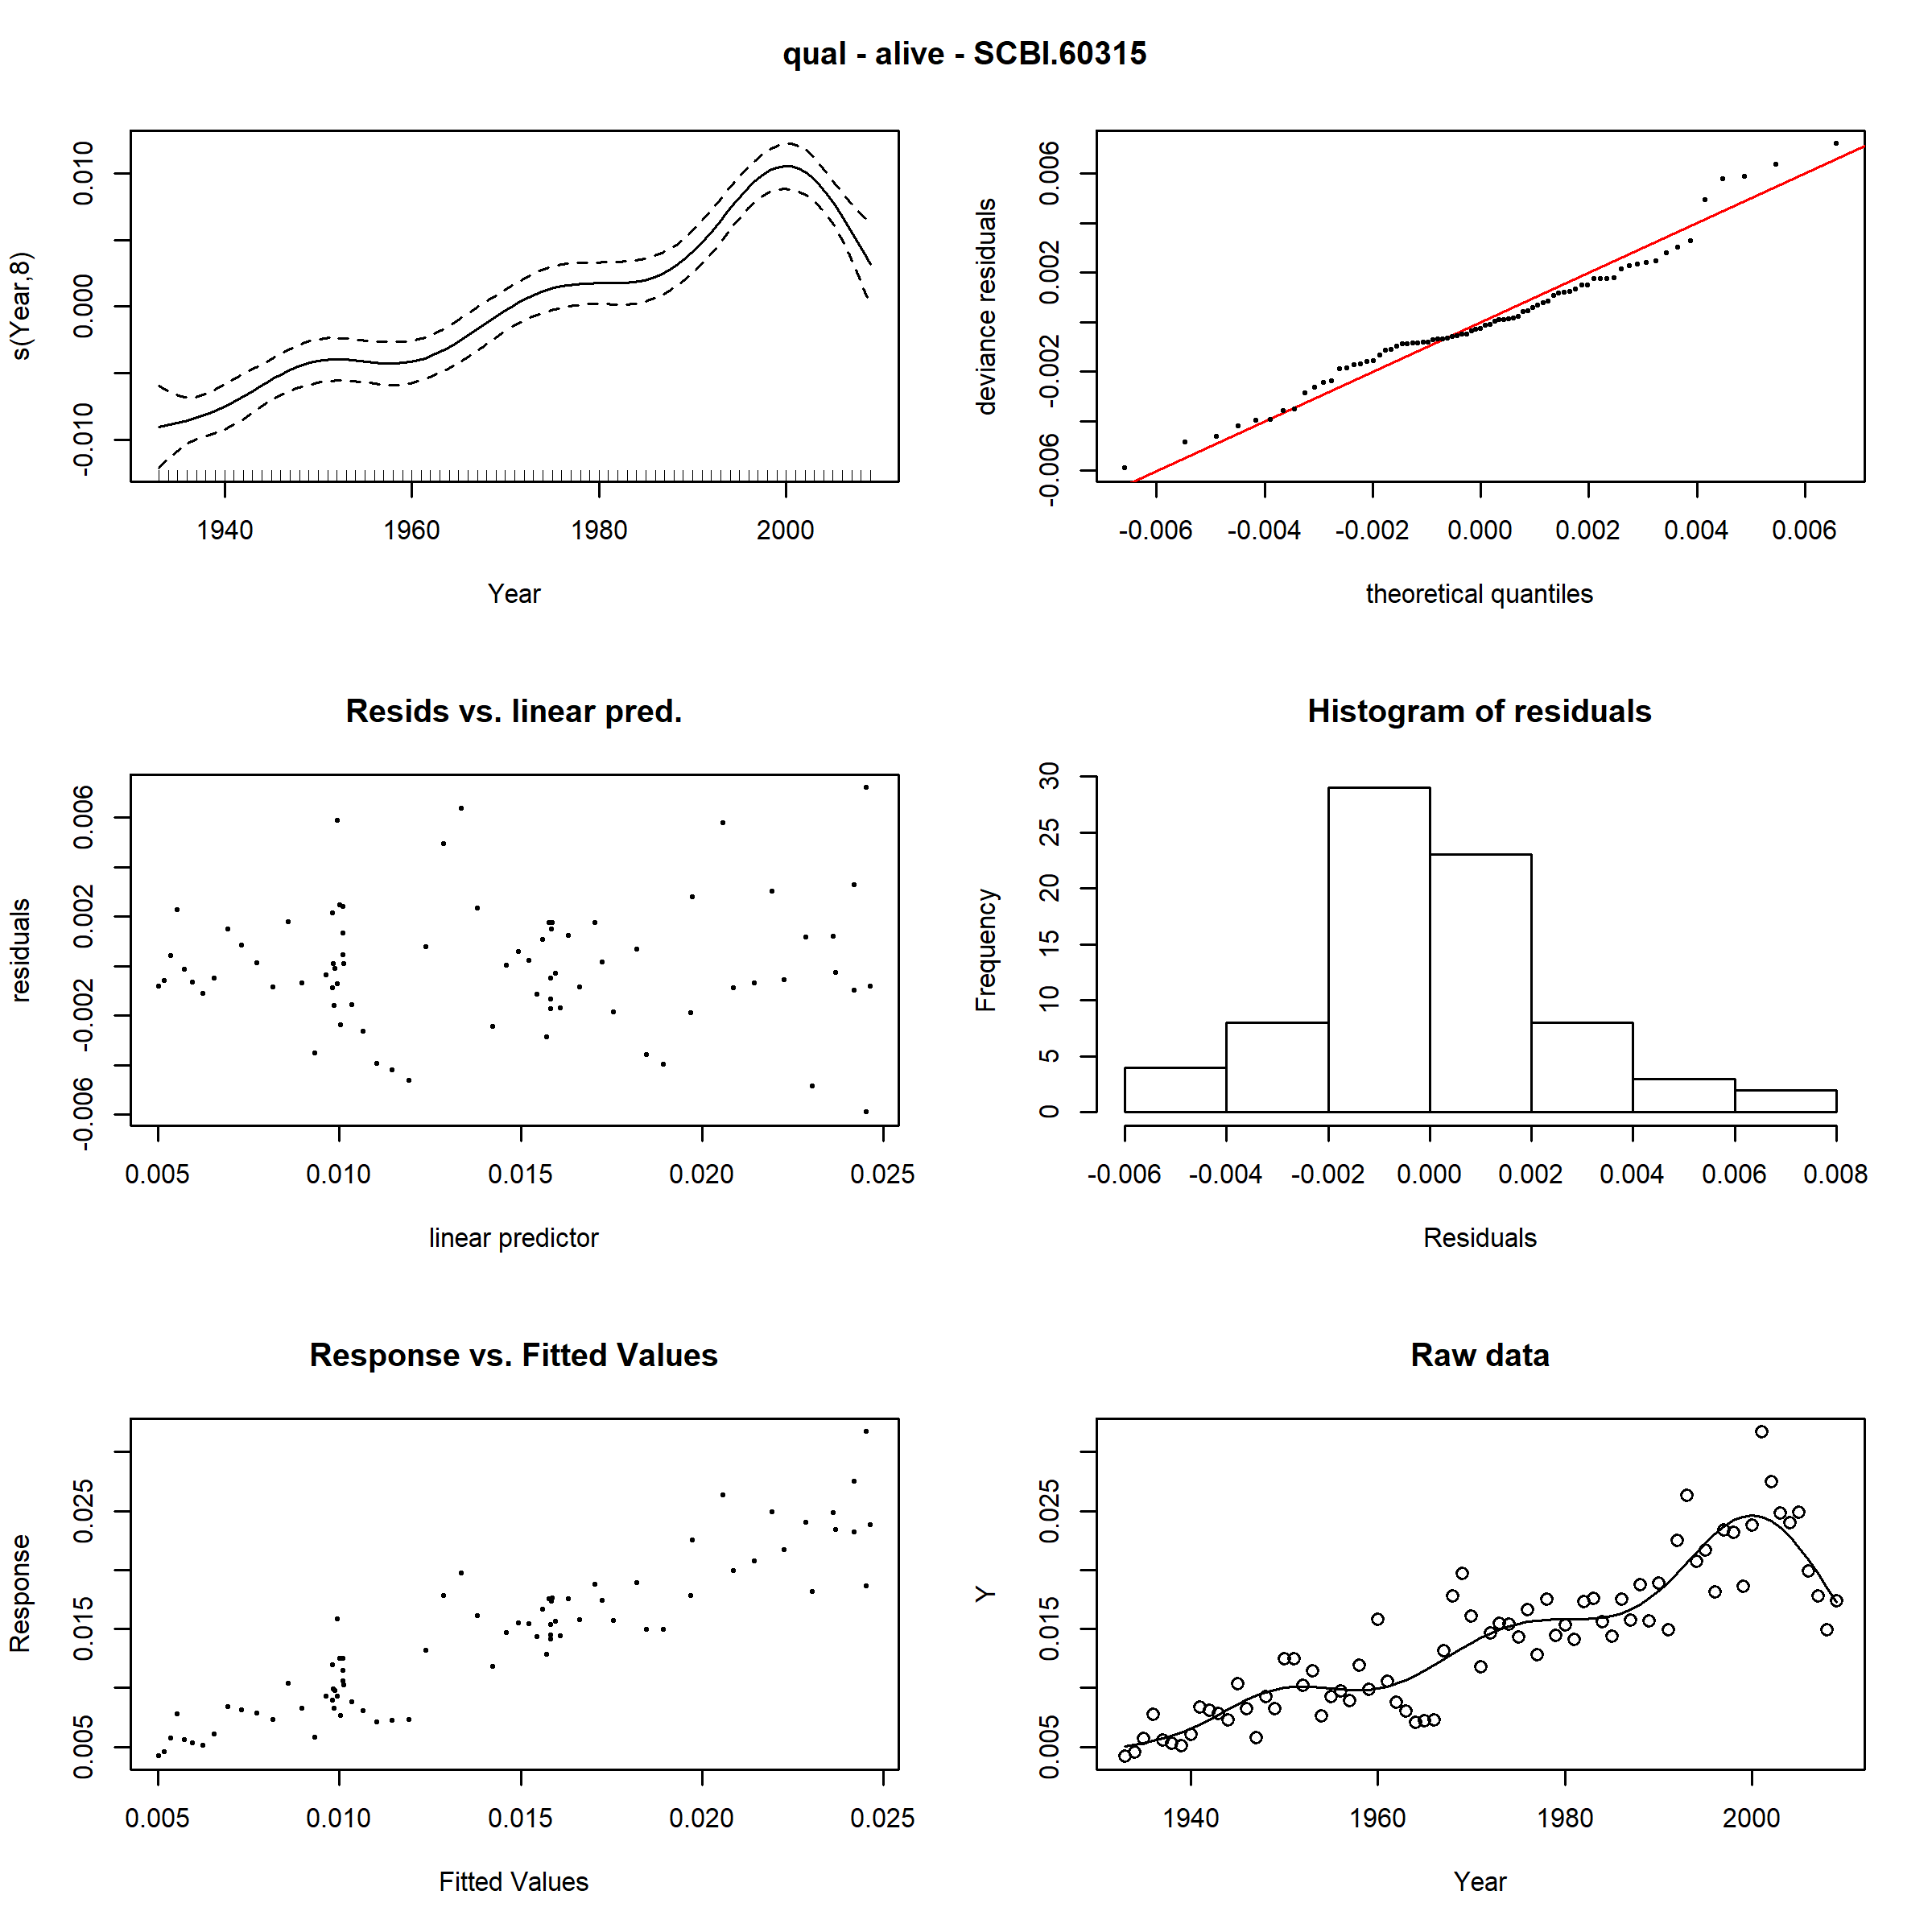 qual - alive - SCBI.60315
s(Year,8)
0.010
0.000
-0.010
1940 1960 1980 2000
Year
deviance residuals
0.006
0.002
-0.002
-0.006
-0.006 -0.004 -0.002 0.000 0.002 0.004 0.006
theoretical quantiles
Resids vs. linear pred.
residuals
0.006
0.002
-0.002
-0.006
0.005 0.010 0.015 0.020 0.025
linear predictor
Histogram of residuals
Frequency
30
25
20
15
10
5
0
-0.006 -0.004 -0.002 0.000 0.002 0.004 0.006 0.008
Residuals
Response vs. Fitted Values
Response
0.025
0.015
0.005
0.005 0.010 0.015 0.020 0.025
Fitted Values
Raw data
Y
0.025
0.015
0.005
1940 1960 1980 2000
Year